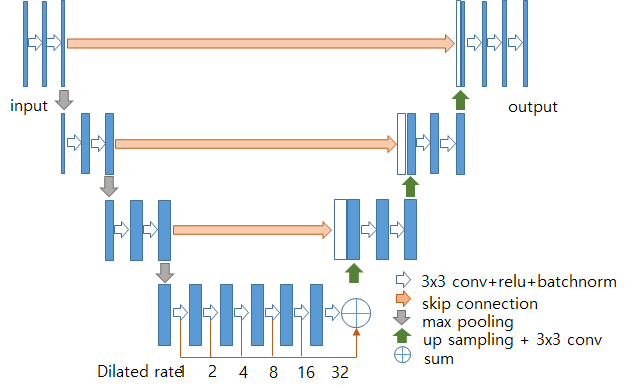 input
output
3x3 conv+relu+batchnorm
skip connection
max pooling
up sampling + 3x3 conv
sum
Dilated rate 1 2 4 8 16 32